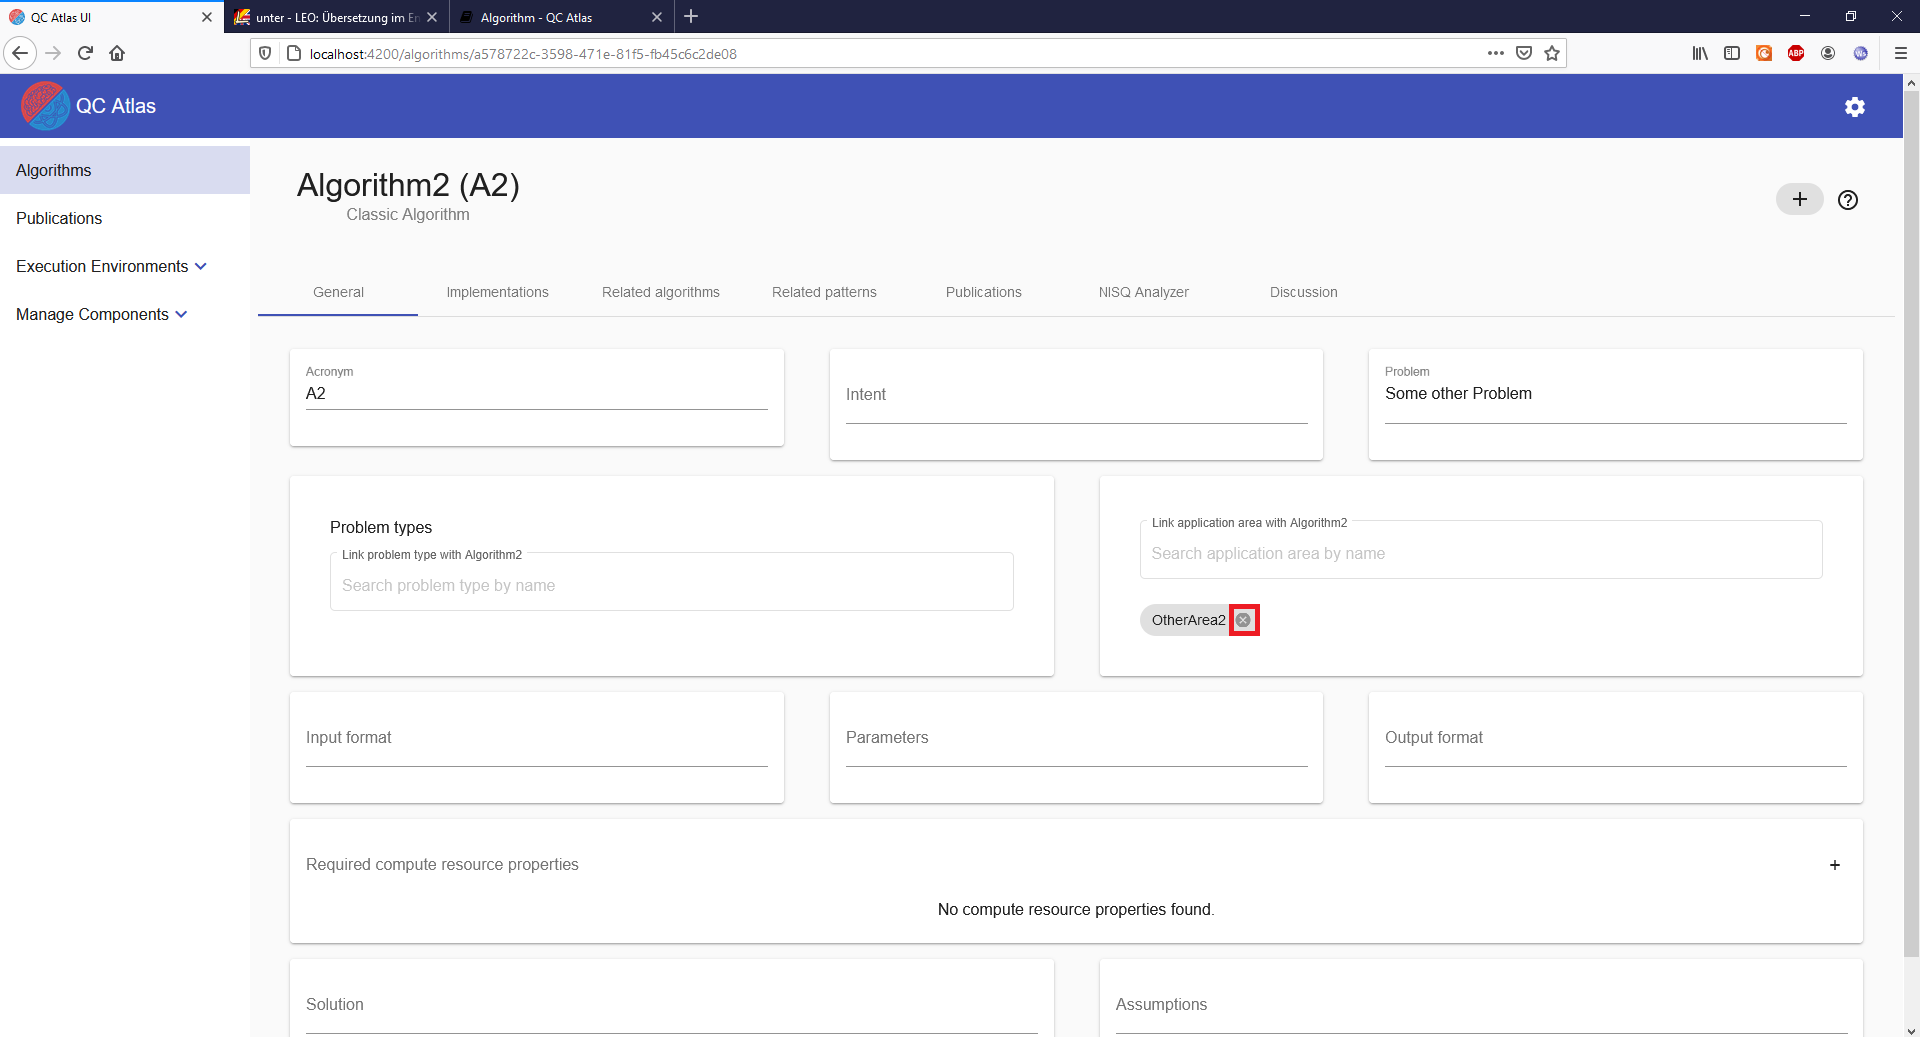 QC Atlas UI
unter - LEO: Übersetzung im En
Algorithm - QC Atlas
localhost:4200/algorithms/a578722c-3598-471e-81f5-fb45c6c2de08
ABP
QC Atlas
Algorithms
Publications
Execution Environments
Manage Components
Algorithm2 (A2)
Classic Algorithm
General
Implementations
Related algorithms
Related patterns
Publications
NISQ Analyzer
Discussion
Acronym
A2
Intent
Problem
Some other Problem
Problem types
Link problem type with Algorithm2
Search problem type by name
Link application area with Algorithm2
Search application area by name
OtherArea2
Input format
Parameters
Output format
Required compute resource properties
+
No compute resource properties found.
Solution
Assumptions